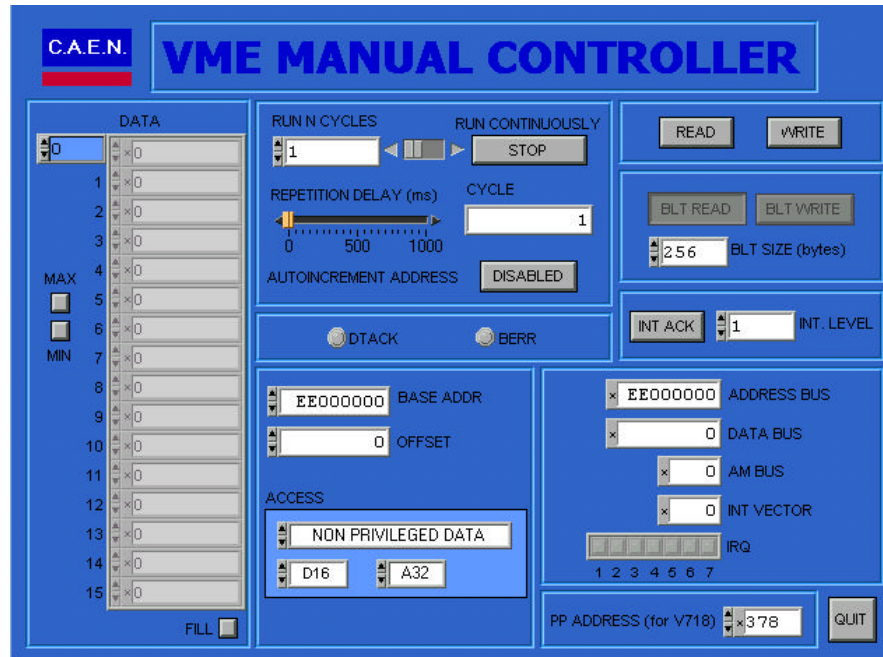 C.A.E.N.
VME MANUAL CONTROLLER
DATA
0
×0
1 ×0
2 ×0
3 ×0
4 ×0
5 ×0
6 ×0
7 ×0
8 ×0
9 ×0
10 ×0
11 ×0
12 ×0
13 ×0
14 ×0
15 ×0
MAX
MIN
FILL
RUN N CYCLES
RUN CONTINUOUSLY
1
STOP
REPETITION DELAY (ms)
0 500 1000
CYCLE
1
AUTOINCREMENT ADDRESS
DISABLED
DTACK
BERR
EE000000 BASE ADDR
0 OFFSET
ACCESS
NON PRIVILEGED DATA
D16
A32
READ
WRITE
BLT READ
BLT WRITE
256 BLT SIZE (bytes)
INT ACK
1
INT. LEVEL
× EE000000 ADDRESS BUS
× 0 DATA BUS
× 0 AM BUS
× 0 INT VECTOR
IRQ
1 2 3 4 5 6 7
PP ADDRESS (for V718) ×378
QUIT